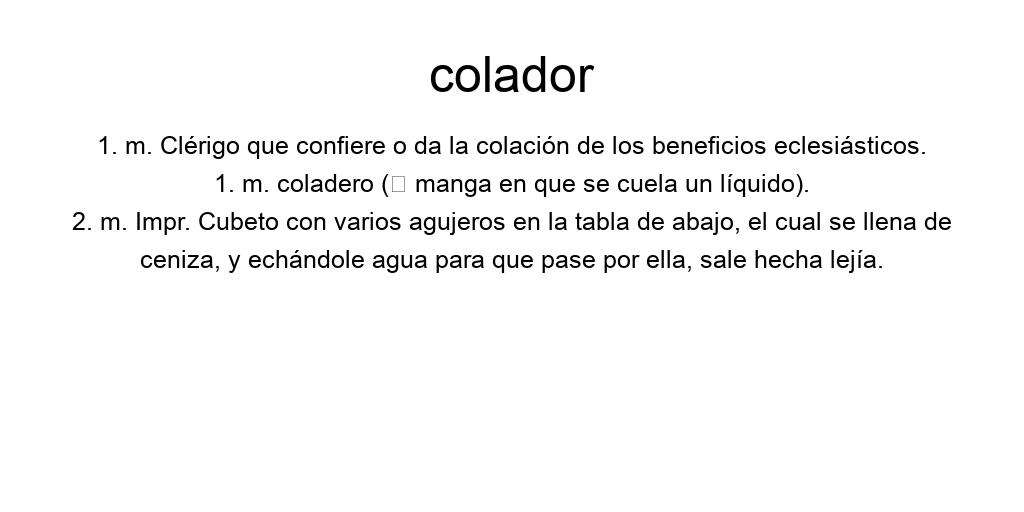 colador
1. m. Clérigo que confiere o da la colación de los beneficios eclesiásticos.
1. m. coladero (▯ manga en que se cuela un líquido).
2. m. Impr. Cubeto con varios agujeros en la tabla de abajo, el cual se llena de
ceniza, y echándole agua para que pase por ella, sale hecha lejía.